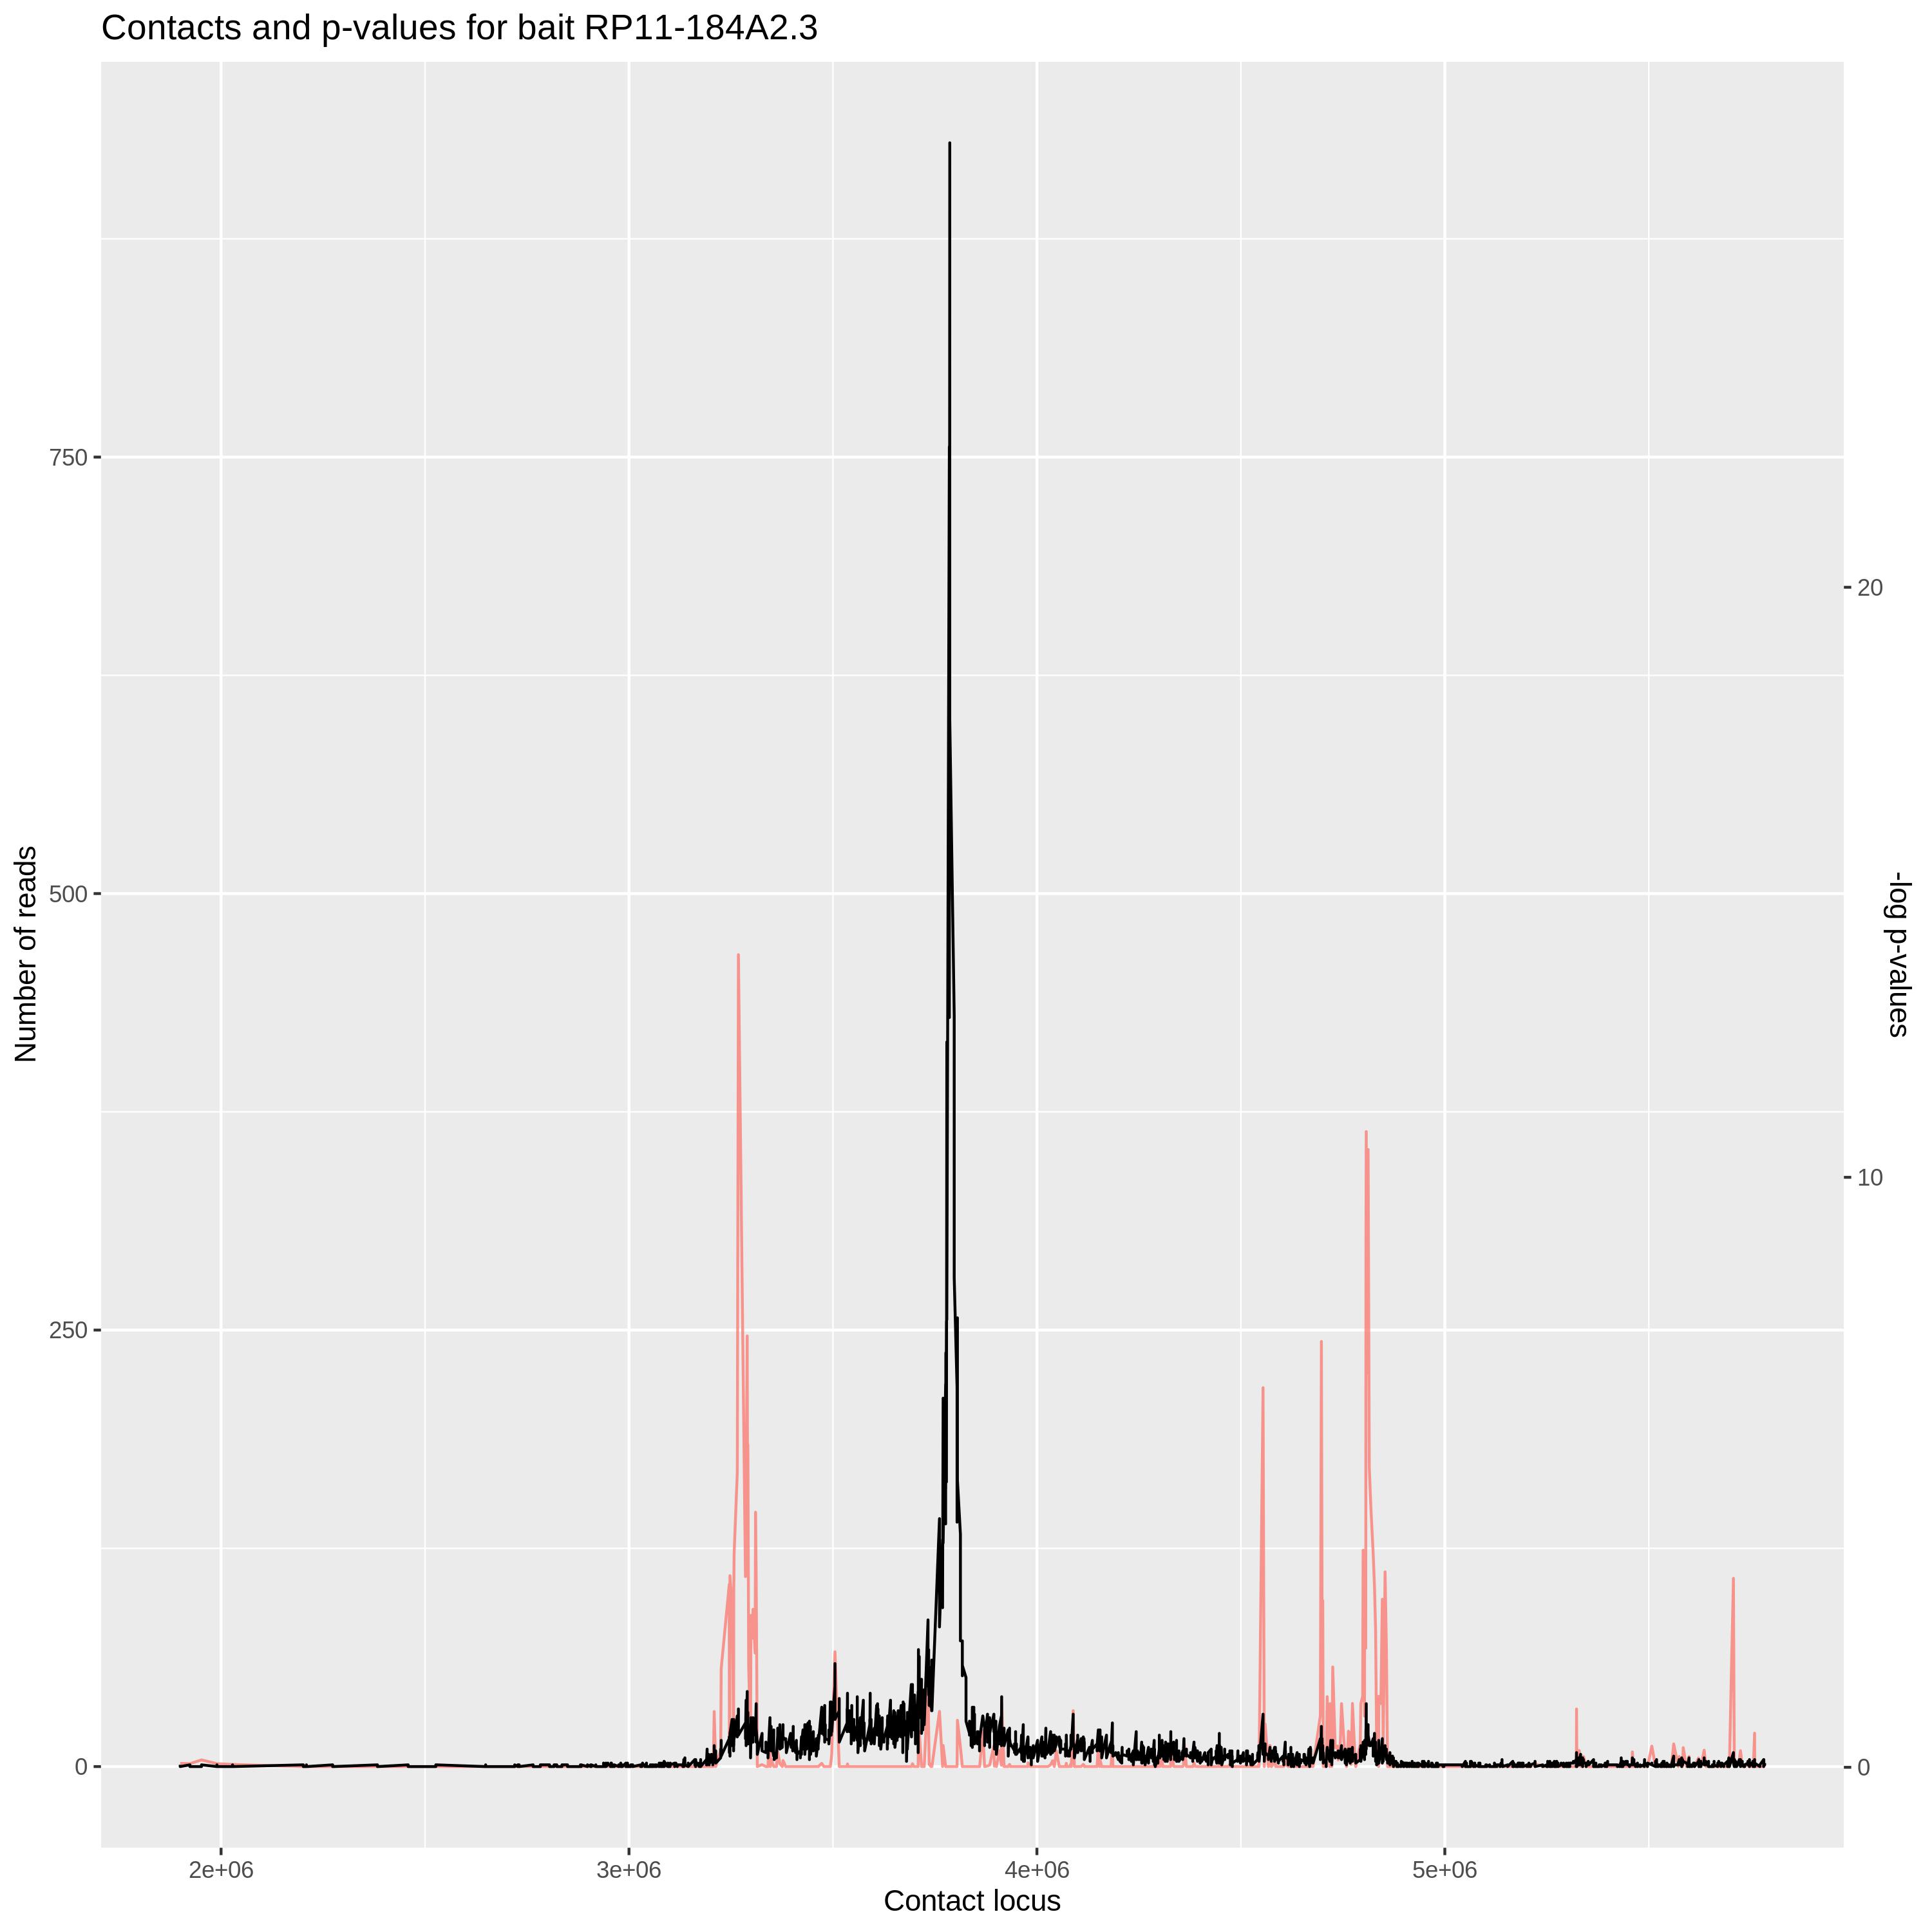 Contacts and p-values for bait RP11-184A2.3
Number of reads
750
500
250
0
20
10
0
-log p-values
2e+06
3e+06
4e+06
5e+06
Contact locus